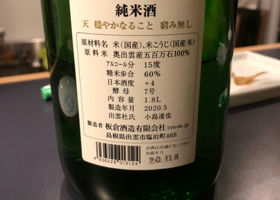 純米酒
天 穏やかなること 窮み無し
原材料名 米(国産)、米こうじ(国産米)
原料米 奥出雲産五百万石100%
アルコール分 15度
精米歩合 60%
日本酒度 +4
酵母 7号
内容量 1.8L
製造年月 2020.5
出雲杜氏 小島達也
製造者 板倉酒造有限会社
島根県出雲市塩冶町468
20.11.4